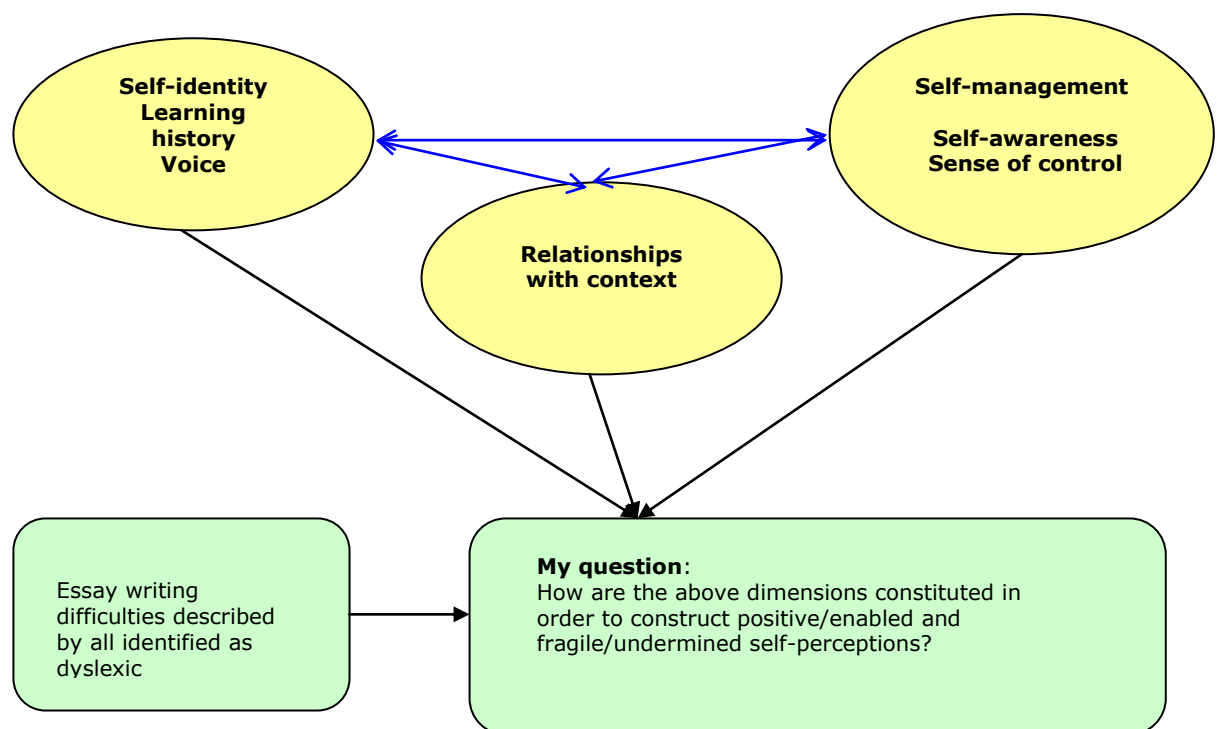 Self-identity
Learning
history
Voice
Self-management
Self-awareness
Sense of control
Relationships
with context
Essay writing
difficulties described
by all identified as
dyslexic
My question:
How are the above dimensions constituted in
order to construct positive/enabled and
fragile/undermined self-perceptions?